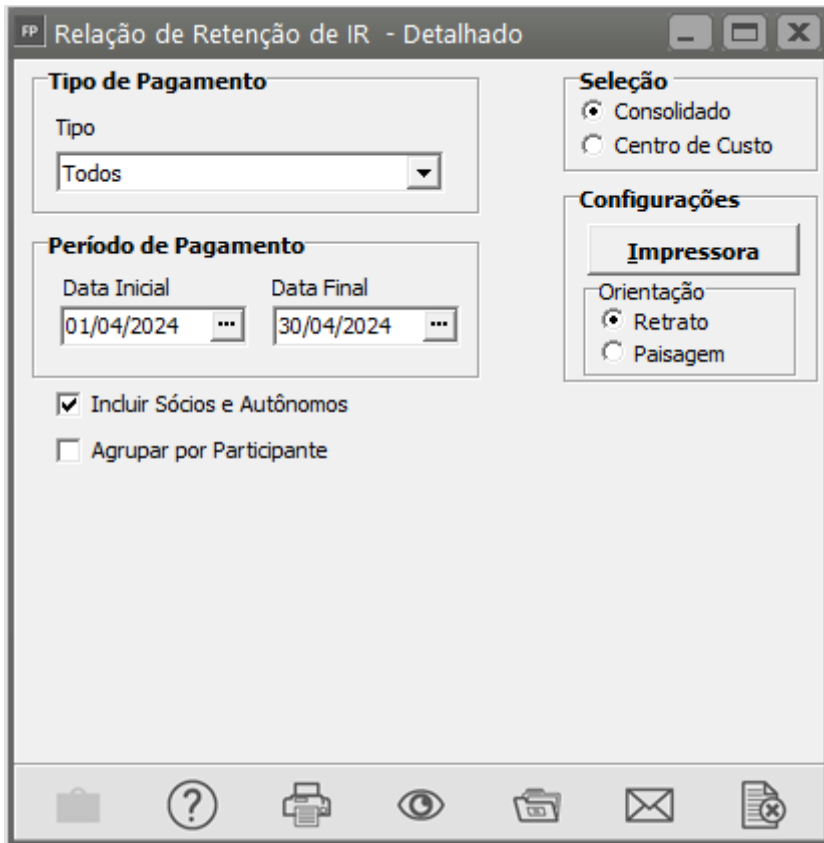 FP Relação de Retenção de IR - Detalhado
Tipo de Pagamento
Tipo
Todos
Período de Pagamento
Data Inicial Data Final
01/04/2024 ... 30/04/2024 ...
Incluir Sócios e Autônomos
Agrupar por Participante
Seleção
Consolidado
Centro de Custo
Configurações
Impressora
Orientação
Retrato
Paisagem